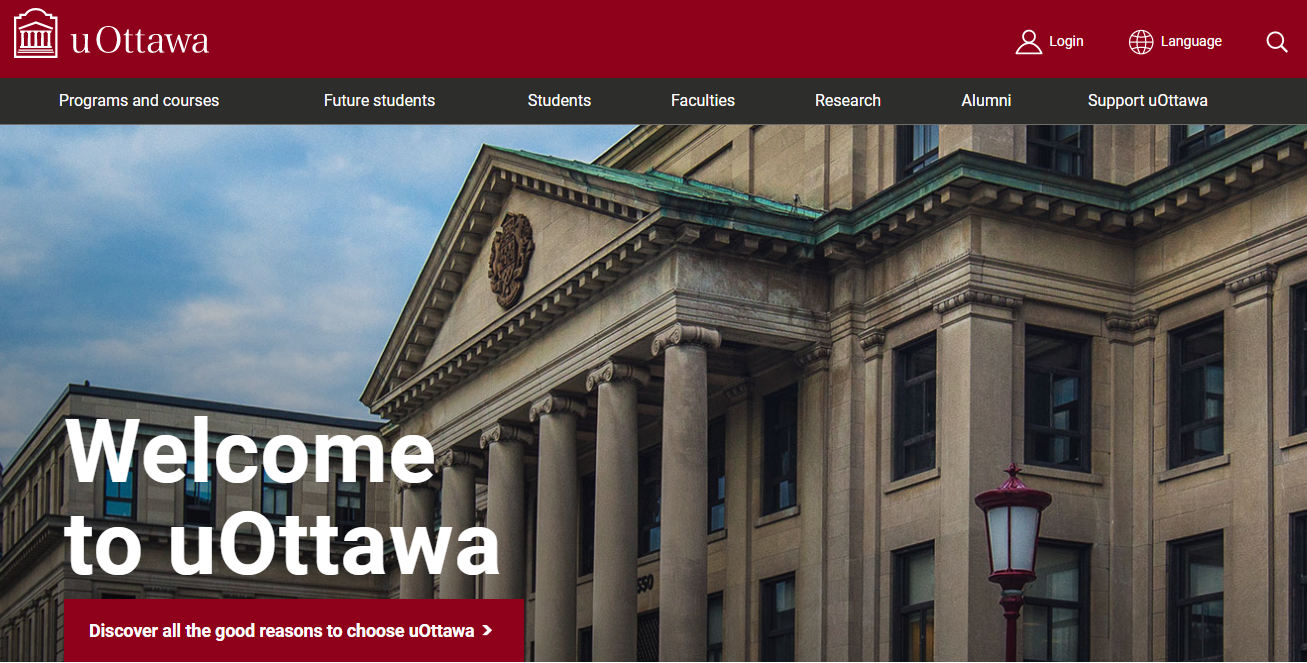 uOttawa
Login
Language
Programs and courses
Future students
Students
Faculties
Research
Alumni
Support uOttawa
Welcome
to uOttawa
Discover all the good reasons to choose uOttawa